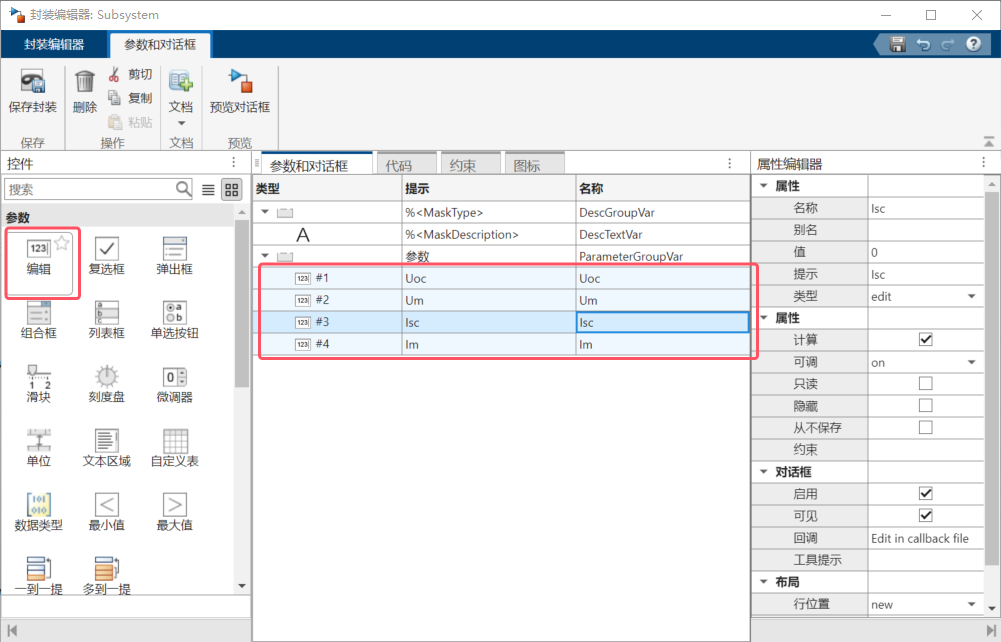 封装编辑器: Subsystem
封装编辑器 参数和对话框
保存封装 删除 剪切 复制 粘贴 文档 预览对话框
保存 操作 文档 预览
控件
搜索
参数
编辑 复选框 弹出框
组合框 列表框 单选按钮
滑块 刻度盘 微调器
单位 文本区域 自定义表
数据类型 最小值 最大值
一到一提 多到一提
参数和对话框 代码 约束 图标
类型 提示 名称
%<MaskType> DescGroupVar
A %<MaskDescription> DescTextVar
参数 ParameterGroupVar
#1 Uoc Uoc
#2 Um Um
#3 Isc Isc
#4 Im Im
属性编辑器
属性
名称 Isc
别名
值 0
提示 Isc
类型 edit
属性
计算
可调 on
只读
隐藏
从不保存
约束
对话框
启用
可见
回调 Edit in callback file
工具提示
布局
行位置 new